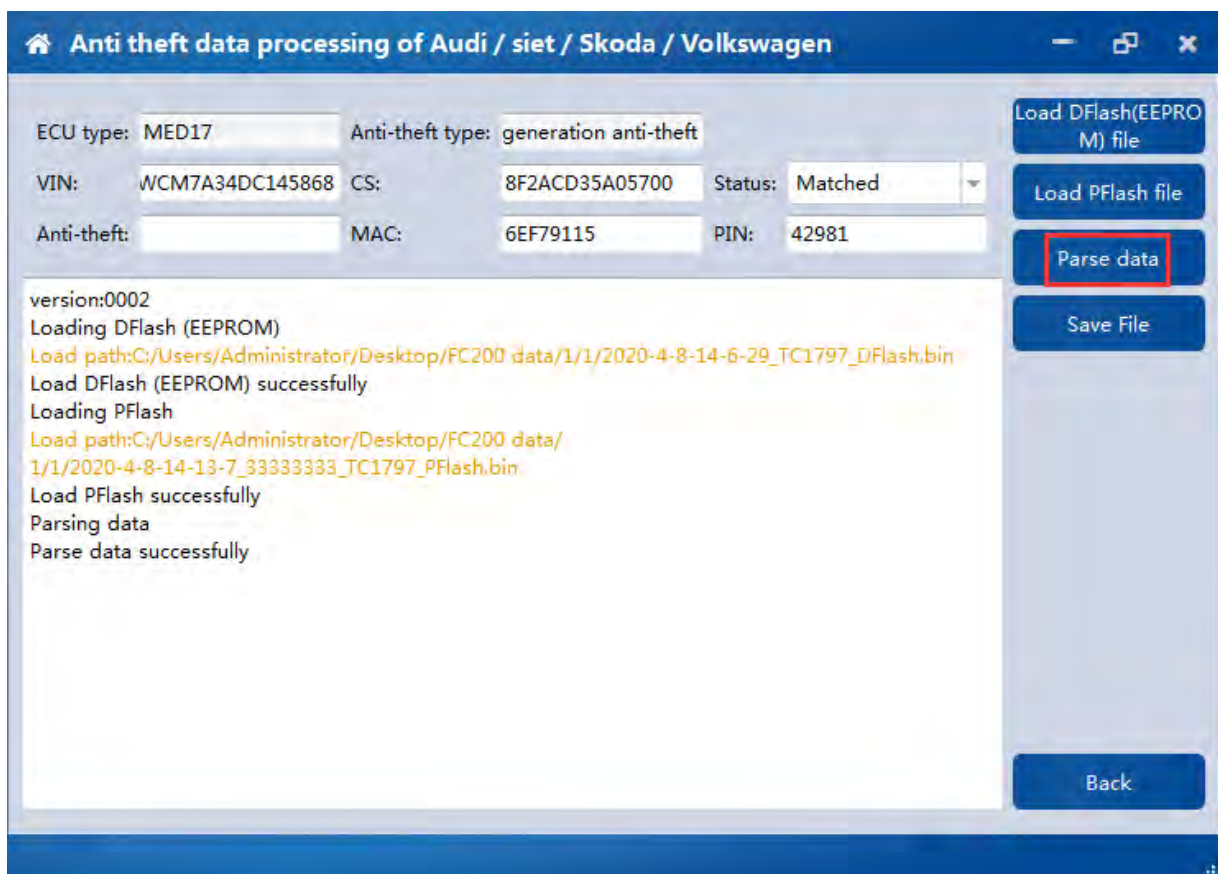 Anti theft data processing of Audi / siet / Skoda / Volkswagen
ECU type: MED17 Anti-theft type: generation anti-theft
VIN: WCM7A34DC145868 CS: 8F2ACD35A05700 Status: Matched
Anti-theft: MAC: 6EF79115 PIN: 42981
version:0002
Loading DFlash (EEPROM)
Load path:C:/Users/Administrator/Desktop/FC200 data/1/1/2020-4-8-14-6-29_TC1797_DFlash.bin
Load DFlash (EEPROM) successfully
Loading PFlash
Load path:C:/Users/Administrator/Desktop/FC200 data/
1/1/2020-4-8-14-13-7_33333333_TC1797_PFlash.bin
Load PFlash successfully
Parsing data
Parse data successfully
Load DFlash(EEPRO
M) file
Load PFlash file
Parse data
Save File
Back